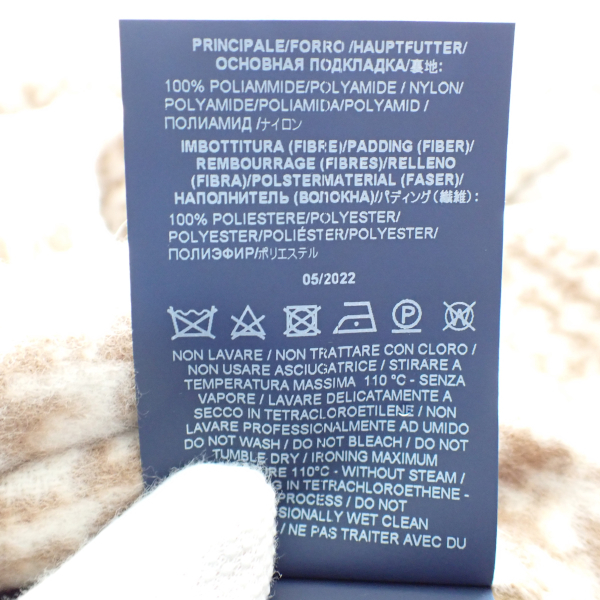 PRINCIPALE/FORRO /HAUPTFUTTER/
ОСНОВНАЯ ПОДКЛАДКА/裏地:
100% POLIAMMIDE/POLYAMIDE / NYLON/
POLYAMIDE/POLIAMIDA/POLYAMID /
ПОЛИАМИД /ナイロン
IMBOTTITURA (FIBRE)/PADDING (FIBER)/
REMBOURRAGE (FIBRES)/RELLENO
(FIBRA)/POLSTERMATERIAL (FASER)/
НАПОЛНИТЕЛЬ (ВОЛОКНА)/パディング(繊維):
100% POLIESTERE/POLYESTER/
POLYESTER/POLIÉSTER/POLYESTER/
ПОЛИЭФИР/ポリエステル
05/2022
P W
NON LAVARE / NON TRATTARE CON CLORO /
NON USARE ASCIUGATRICE / STIRARE A
TEMPERATURA MASSIMA 110 °C - SENZA
VAPORE / LAVARE DELICATAMENTE A
SECCO IN TETRACLOROETILENE / NON
LAVARE PROFESSIONALMENTE AD UMIDO
DO NOT WASH / DO NOT BLEACH / DO NOT
TUMBLE DRY / IRONING MAXIMUM
110°C - WITHOUT STEAM /
IN TETRACHLOROETHENE -
PROCESS / DO NOT
WET CLEAN
/ NE PAS TRAITER AVEC DU